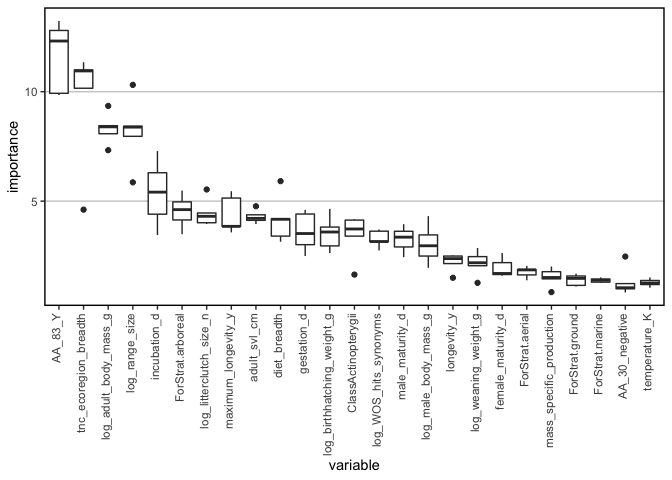 importance
10
5
AA_83_Y
tnc_ecoregion_breadth
log_adult_body_mass_g
log_range_size
incubation_d
ForStrat.arboreal
log_litterclutch_size_n
maximum_longevity_y
adult_svl_cm
diet_breadth
gestation_d
log_birthhatching_weight_g
ClassActinopterygii
log_WOS_hits_synonyms
male_maturity_d
log_male_body_mass_g
longevity_y
log_weaning_weight_g
female_maturity_d
ForStrat.aerial
mass_specific_production
ForStrat.ground
ForStrat.marine
AA_30_negative
temperature_K
variable